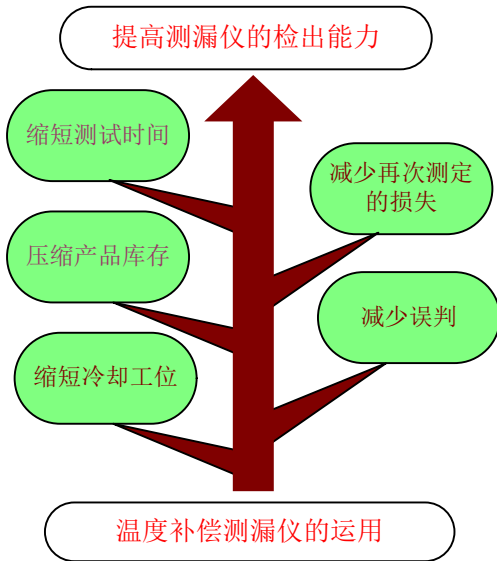 提高测漏仪的检出能力
缩短测试时间
减少再次测定
的损失
压缩产品库存
减少误判
缩短冷却工位
温度补偿测漏仪的运用